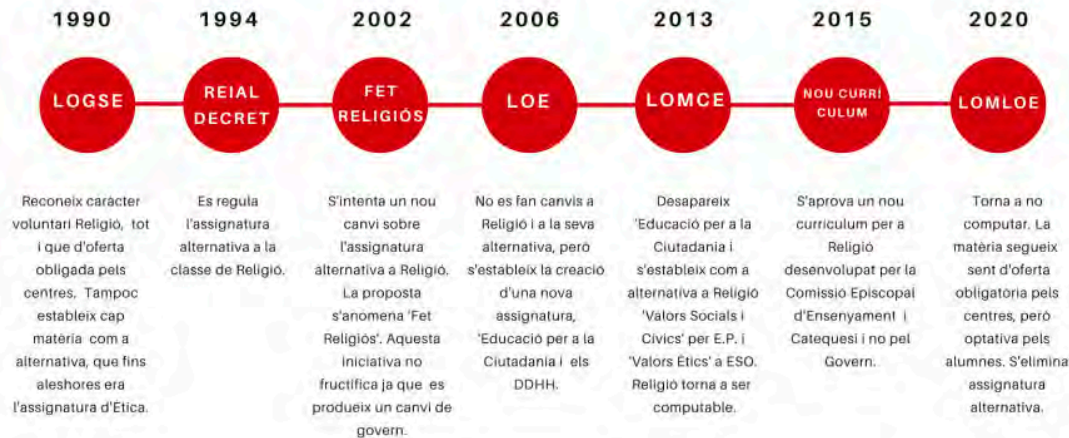 1990
LOGSE
Reconeix caràcter
voluntari Religió, tot
i que d'oferta
obligada pels
centres. Tampoc
estableix cap
matèria com a
alternativa, que fins
aleshores era
l'assignatura d'Ètica.
1994
REIAL
DECRET
Es regula
l'assignatura
alternativa a la
classe de Religió.
2002
FET
RELIGIÓS
S'intenta un nou
canvi sobre
l'assignatura
alternativa a Religió.
La proposta
s'anomena 'Fet
Religiós'. Aquesta
iniciativa no
fructífica ja que es
produeix un canvi de
govern.
2006
LOE
No es fan canvis a
Religió i a la seva
alternativa, però
s'estableix la creació
d'una nova
assignatura,
'Educació per a la
Ciutadania i els
DDHH.
2013
LOMCE
Desapareix
'Educació per a la
Ciutadania i
s'estableix com a
alternativa a Religió
'Valors Socials i
Cívics' per E.P. i
'Valors Ètics' a ESO.
Religió torna a ser
computable.
2015
NOU CURRÍ
CULUM
S'aprova un nou
currículum per a
Religió
desenvolupat per la
Comissió Episcopal
d'Ensenyament i
Catequesi i no pel
Govern.
2020
LOMLOE
Torna a no
computar. La
matèria segueix
sent d'oferta
obligatòria pels
centres, però
optativa pels
alumnes. S'elimina
assignatura
alternativa.